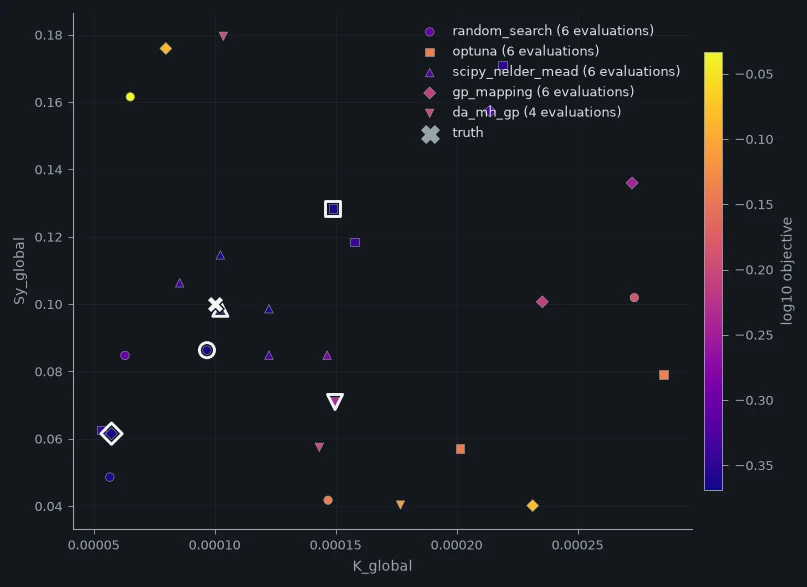 random_search (6 evaluations)
optuna (6 evaluations)
scipy_nelder_mead (6 evaluations)
gp_mapping (6 evaluations)
da_mh_gp (4 evaluations)
truth
0.18
0.16
0.14
0.12
0.10
0.08
0.06
0.04
Sy_global
0.00005
0.00010
0.00015
0.00020
0.00025
K_global
−0.05
−0.10
−0.15
−0.20
−0.25
−0.30
−0.35
log10 objective